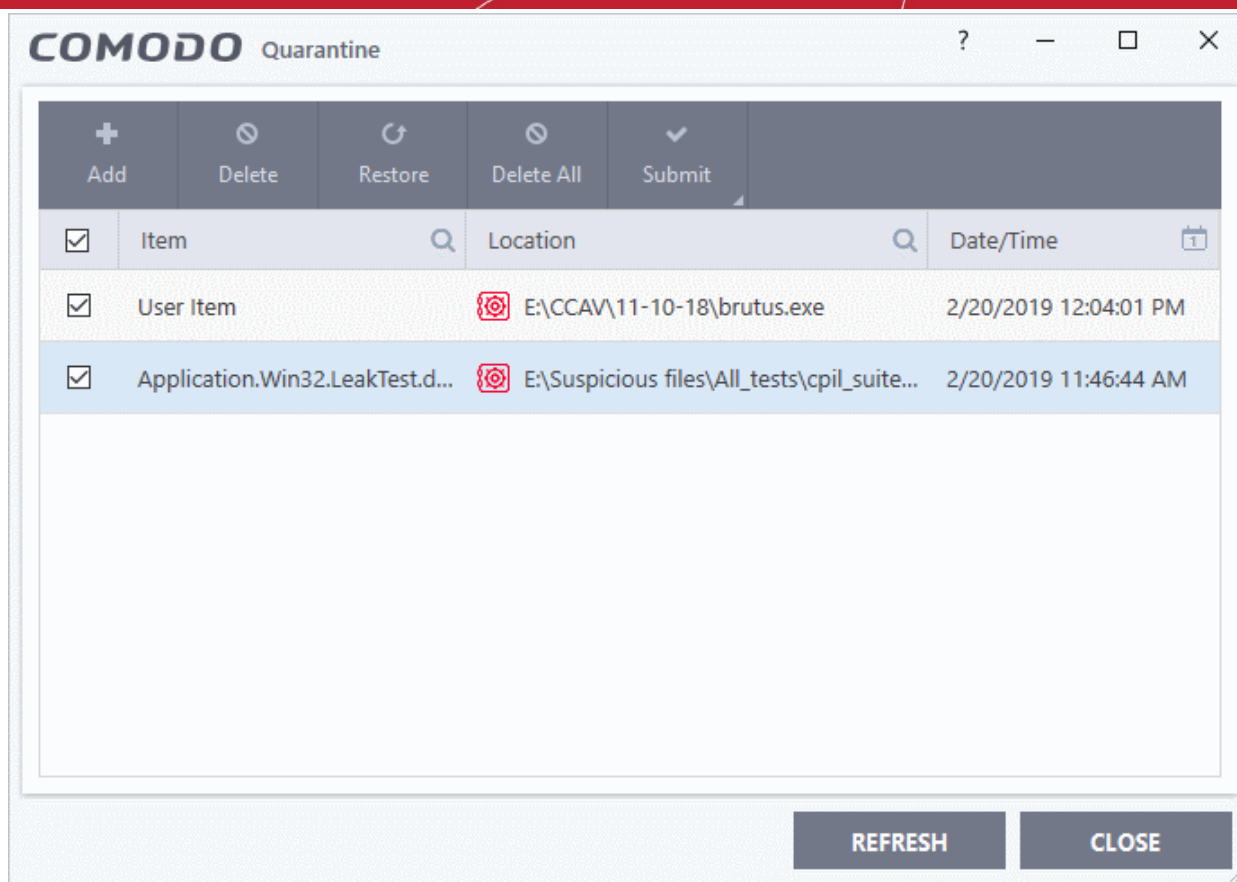 COMODO Quarantine ?
Add Delete Restore Delete All Submit
Item Location Date/Time 1
User Item E:\CCAV\11-10-18\brutus.exe 2/20/2019 12:04:01 PM
Application.Win32.LeakTest.d... E:\Suspicious files\All_tests\cpil_suite... 2/20/2019 11:46:44 AM
REFRESH CLOSE